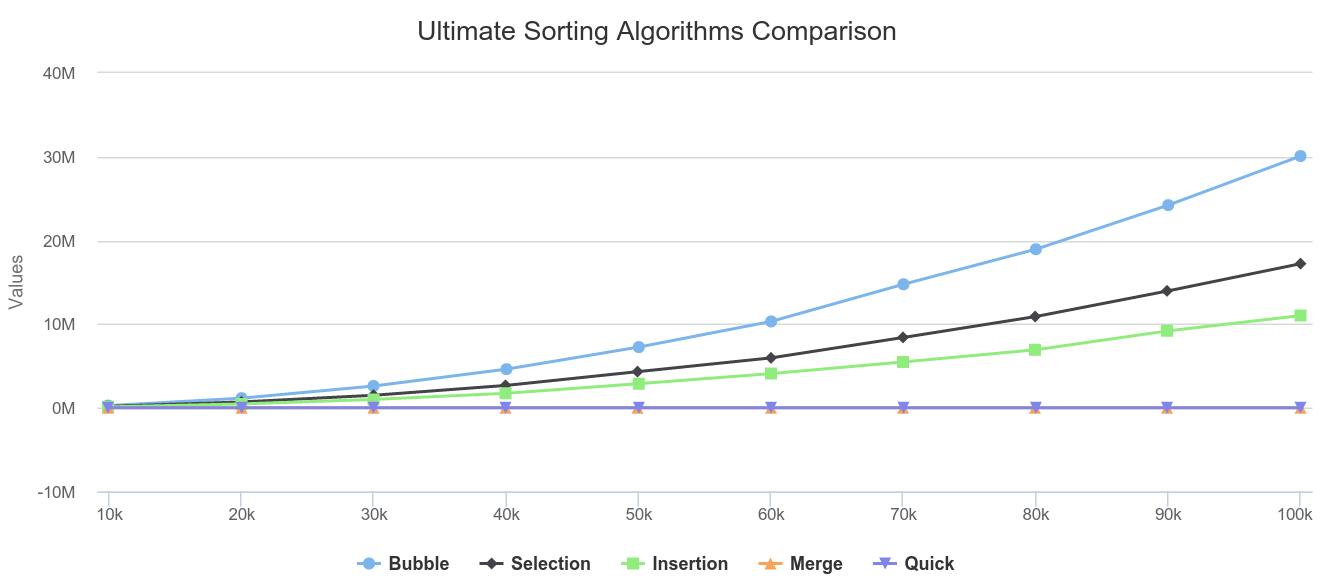 Ultimate Sorting Algorithms Comparison
40M
30M
20M
10M
0M
-10M
Values
10k 20k 30k 40k 50k 60k 70k 80k 90k 100k
Bubble Selection Insertion Merge Quick